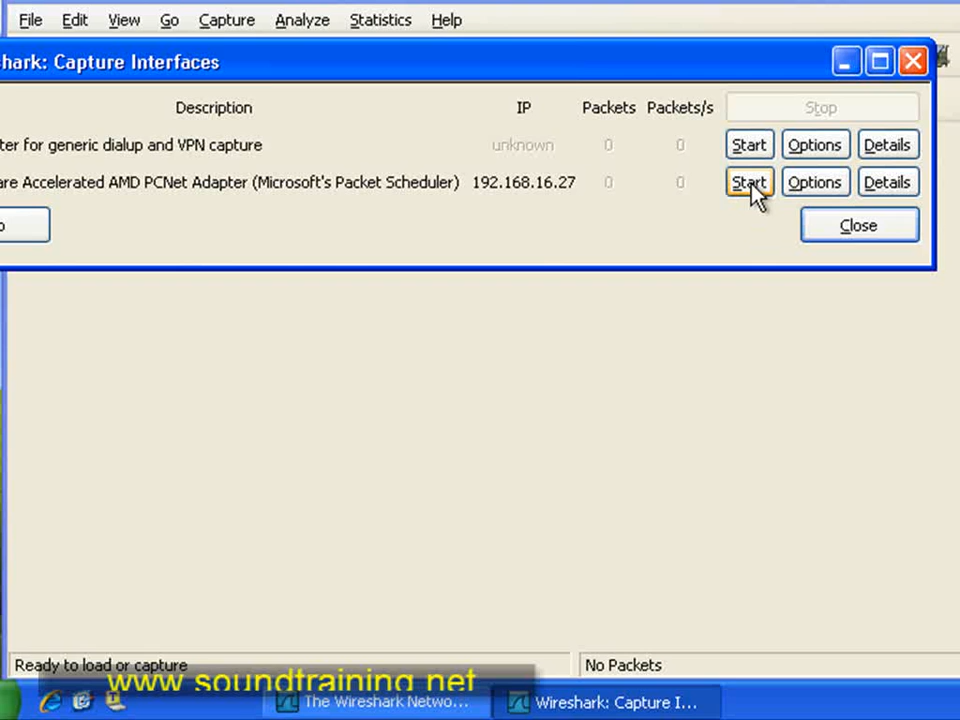 File Edit View Go Capture Analyze Statistics Help
hark: Capture Interfaces
Description IP Packets Packets/s Stop
ter for generic dialup and VPN capture unknown 0 0 Start Options Details
are Accelerated AMD PCNet Adapter (Microsoft's Packet Scheduler) 192.168.16.27 0 0 Start Options Details
p Close
Ready to load or capture No Packets
www.soundtraining.net
The Wireshark Netwo... Wireshark: Capture I...